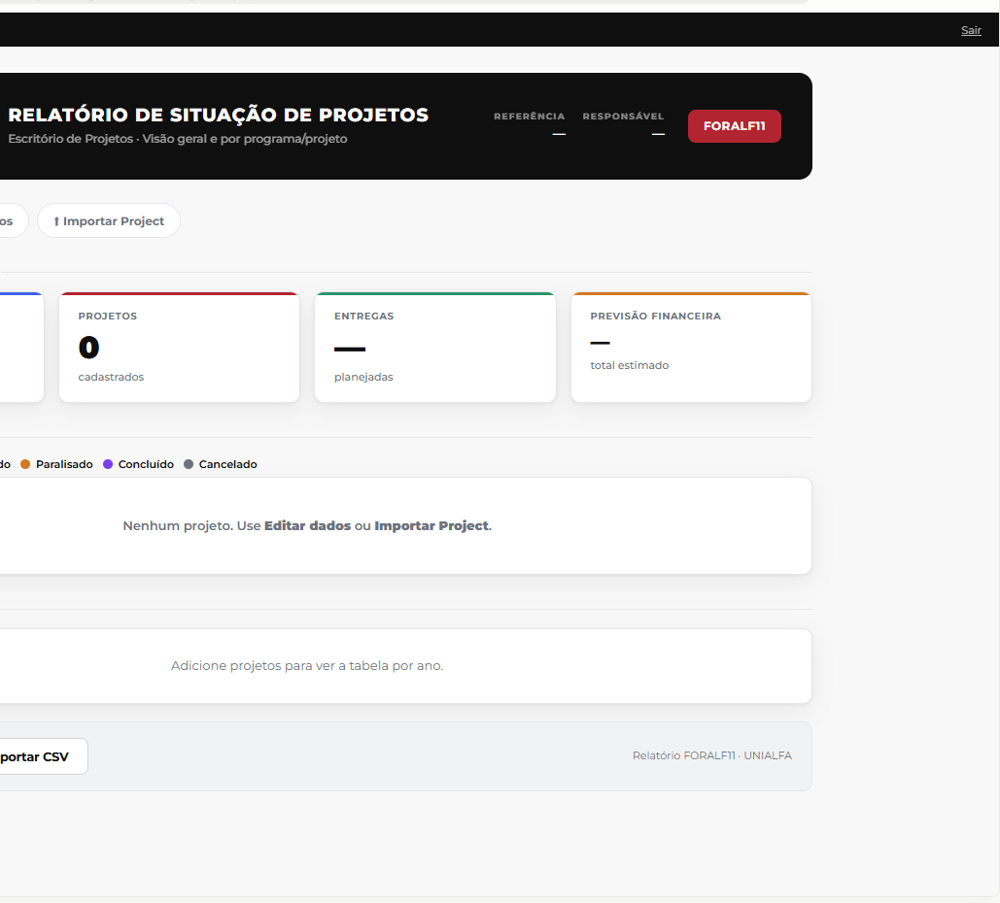 Sair
RELATÓRIO DE SITUAÇÃO DE PROJETOS
Escritório de Projetos · Visão geral e por programa/projeto
REFERÊNCIA
—
RESPONSÁVEL
—
FORALF11
os
⬆ Importar Project
PROJETOS
0
cadastrados
ENTREGAS
—
planejadas
PREVISÃO FINANCEIRA
—
total estimado
do Paralisado Concluído Cancelado
Nenhum projeto. Use Editar dados ou Importar Project.
Adicione projetos para ver a tabela por ano.
portar CSV
Relatório FORALF11 · UNIALFA